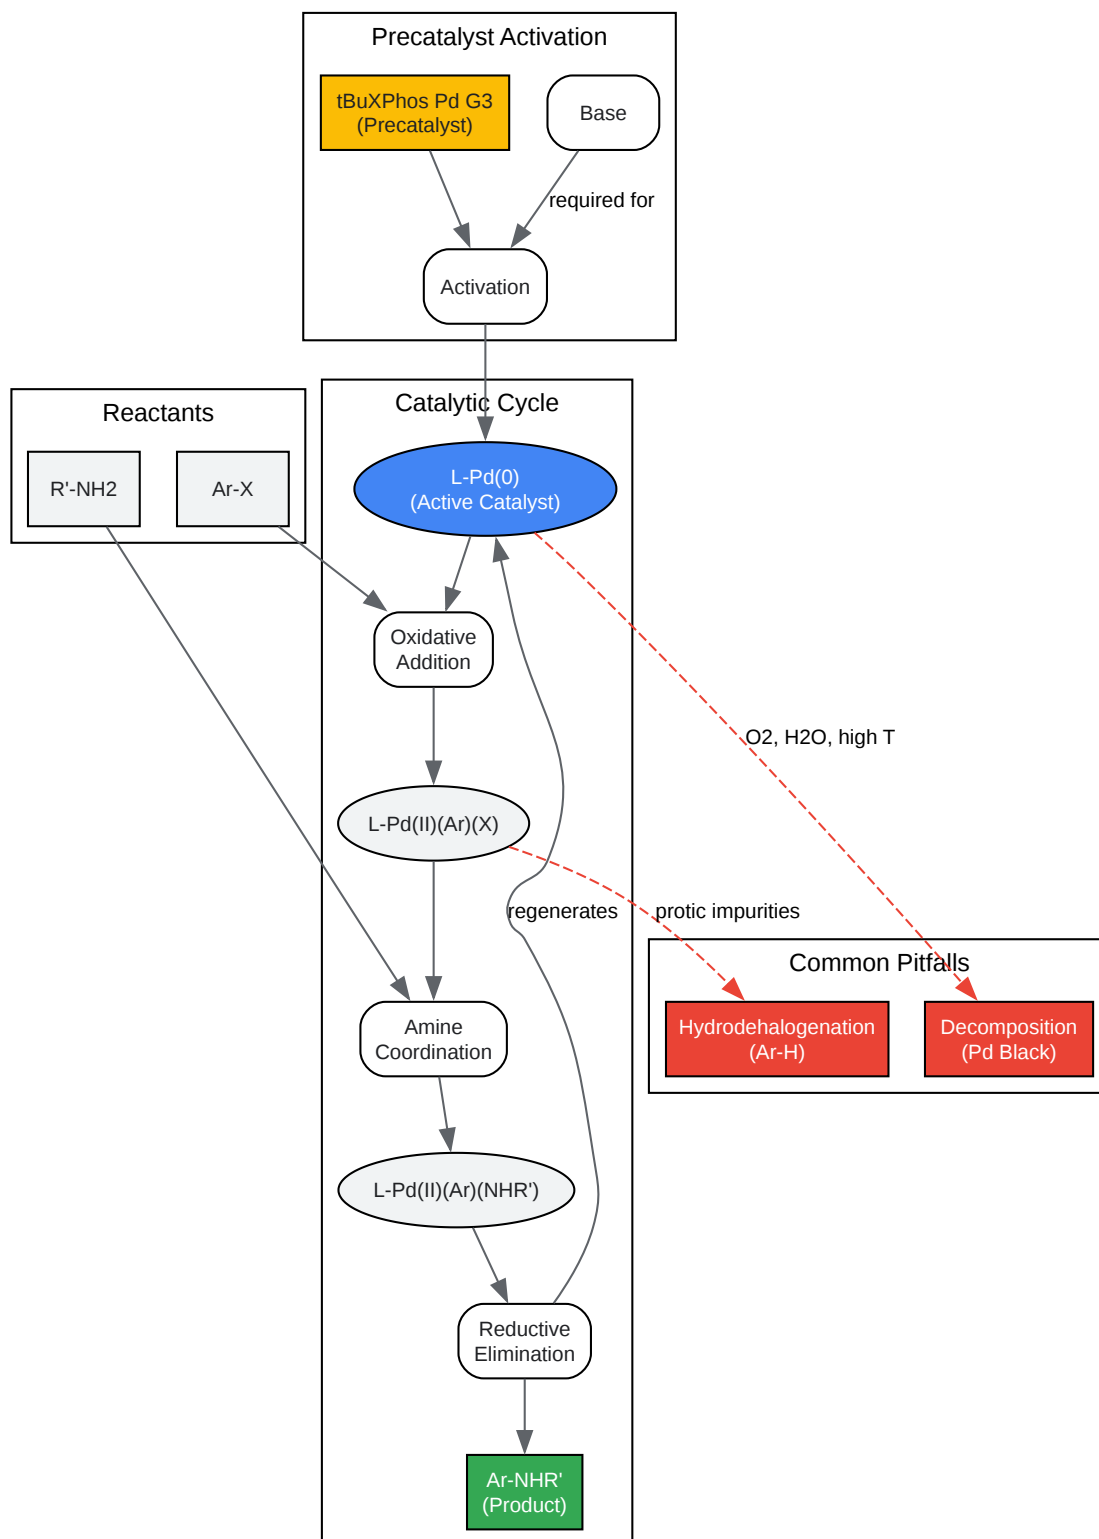 Precatalyst Activation
tBuXPhos Pd G3
(Precatalyst)
Base
required for
Activation
Reactants
R'-NH2
Ar-X
Catalytic Cycle
L-Pd(0)
(Active Catalyst)
Oxidative
Addition
O2, H2O, high T
L-Pd(II)(Ar)(X)
regenerates
protic impurities
Common Pitfalls
Hydrodehalogenation
(Ar-H)
Decomposition
(Pd Black)
Amine
Coordination
L-Pd(II)(Ar)(NHR')
Reductive
Elimination
Ar-NHR'
(Product)